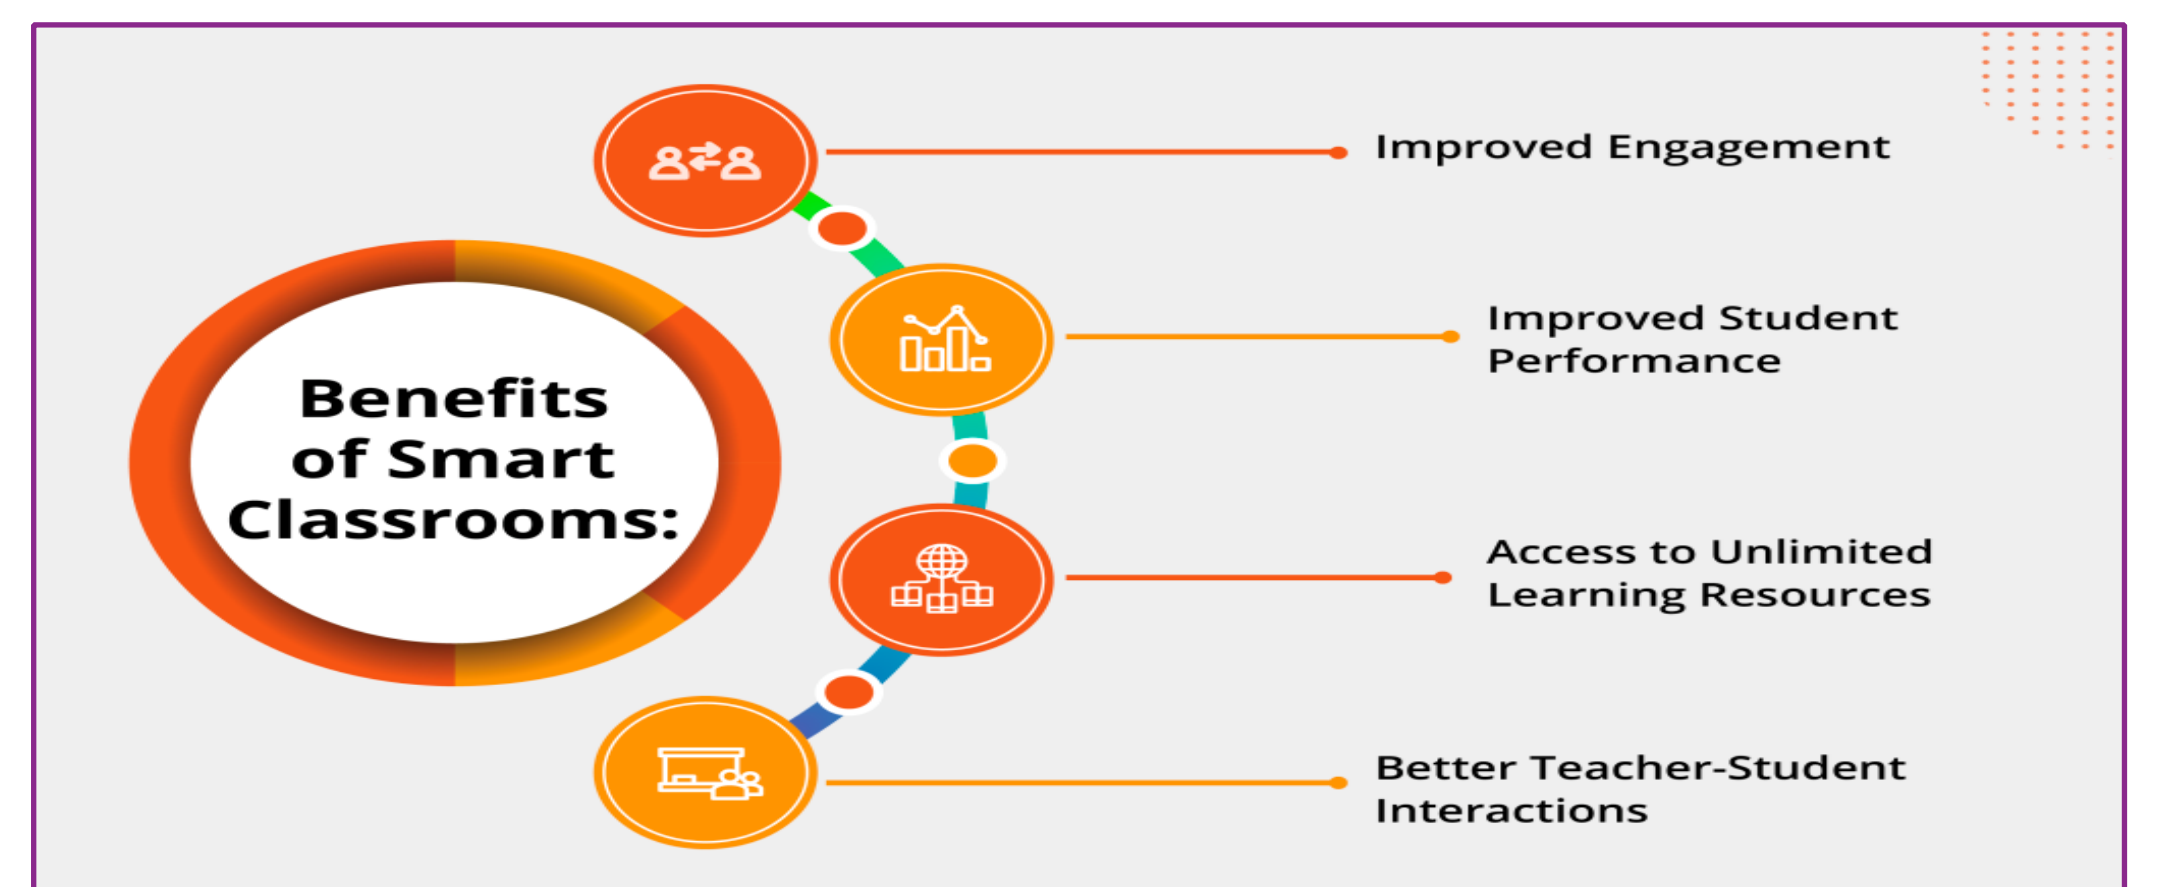 Benefits
of Smart
Classrooms:
Improved Engagement
Improved Student
Performance
Access to Unlimited
Learning Resources
Better Teacher-Student
Interactions